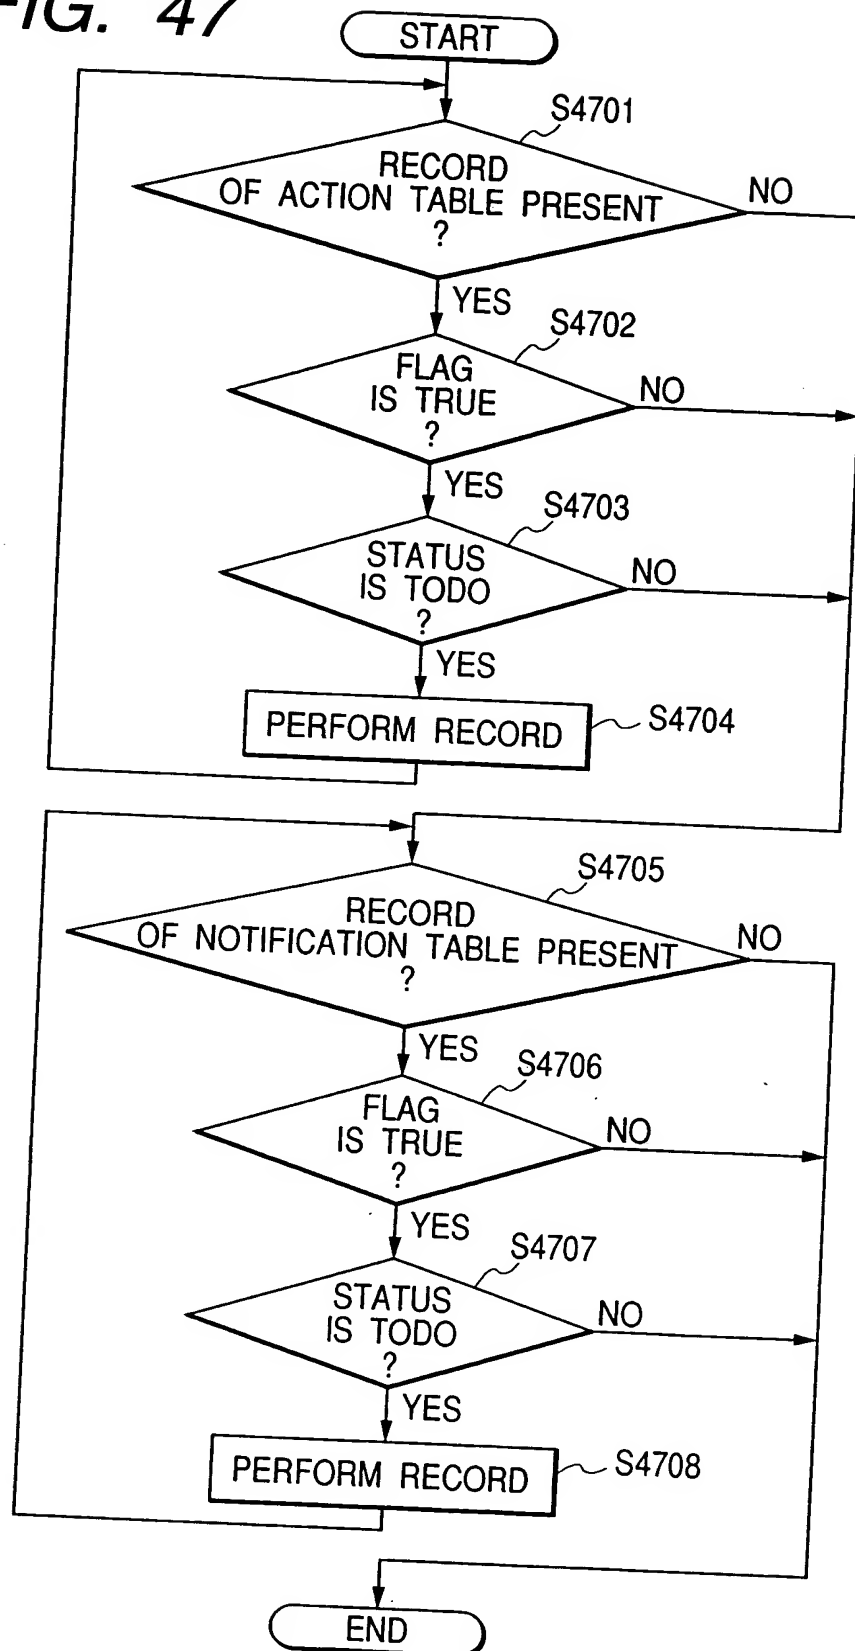 FIG. 47
START
S4701
RECORD
OF ACTION TABLE PRESENT
?
NO
YES
S4702
FLAG
IS TRUE
?
NO
YES
S4703
STATUS
IS TODO
?
NO
YES
PERFORM RECORD
S4704
S4705
RECORD
OF NOTIFICATION TABLE PRESENT
?
NO
YES
S4706
FLAG
IS TRUE
?
NO
YES
S4707
STATUS
IS TODO
?
NO
YES
PERFORM RECORD
S4708
END